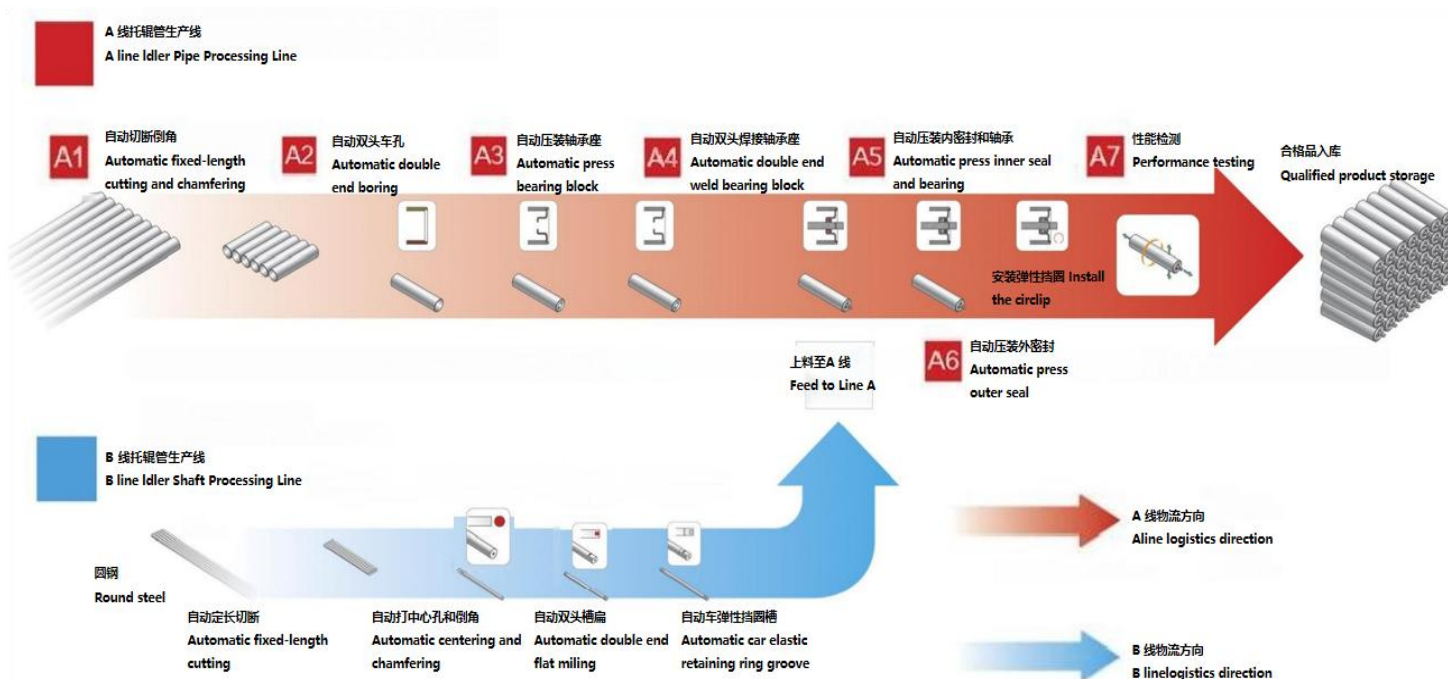 A 线托辊管生产线
A line ldler Pipe Processing Line
A1
自动切断倒角
Automatic fixed-length
cutting and chamfering
A2
自动双头车孔
Automatic double
end boring
A3
自动压装轴承座
Automatic press
bearing block
A4
自动双头焊接轴承座
Automatic double end
weld bearing block
A5
自动压装内密封和轴承
Automatic press inner seal
and bearing
A7
性能检测
Performance testing
合格品入库
Qualified product storage
安装弹性挡圈 Install
the circlip
A6
自动压装外密封
Automatic press
outer seal
上料至A 线
Feed to Line A
B 线托辊管生产线
B line ldler Shaft Processing Line
圆钢
Round steel
自动定长切断
Automatic fixed-length
cutting
自动打中心孔和倒角
Automatic centering and
chamfering
自动双头槽扁
Automatic double end
flat miling
自动车弹性挡圆槽
Automatic car elastic
retaining ring groove
A 线物流方向
Aline logistics direction
B 线物流方向
B linelogistics direction